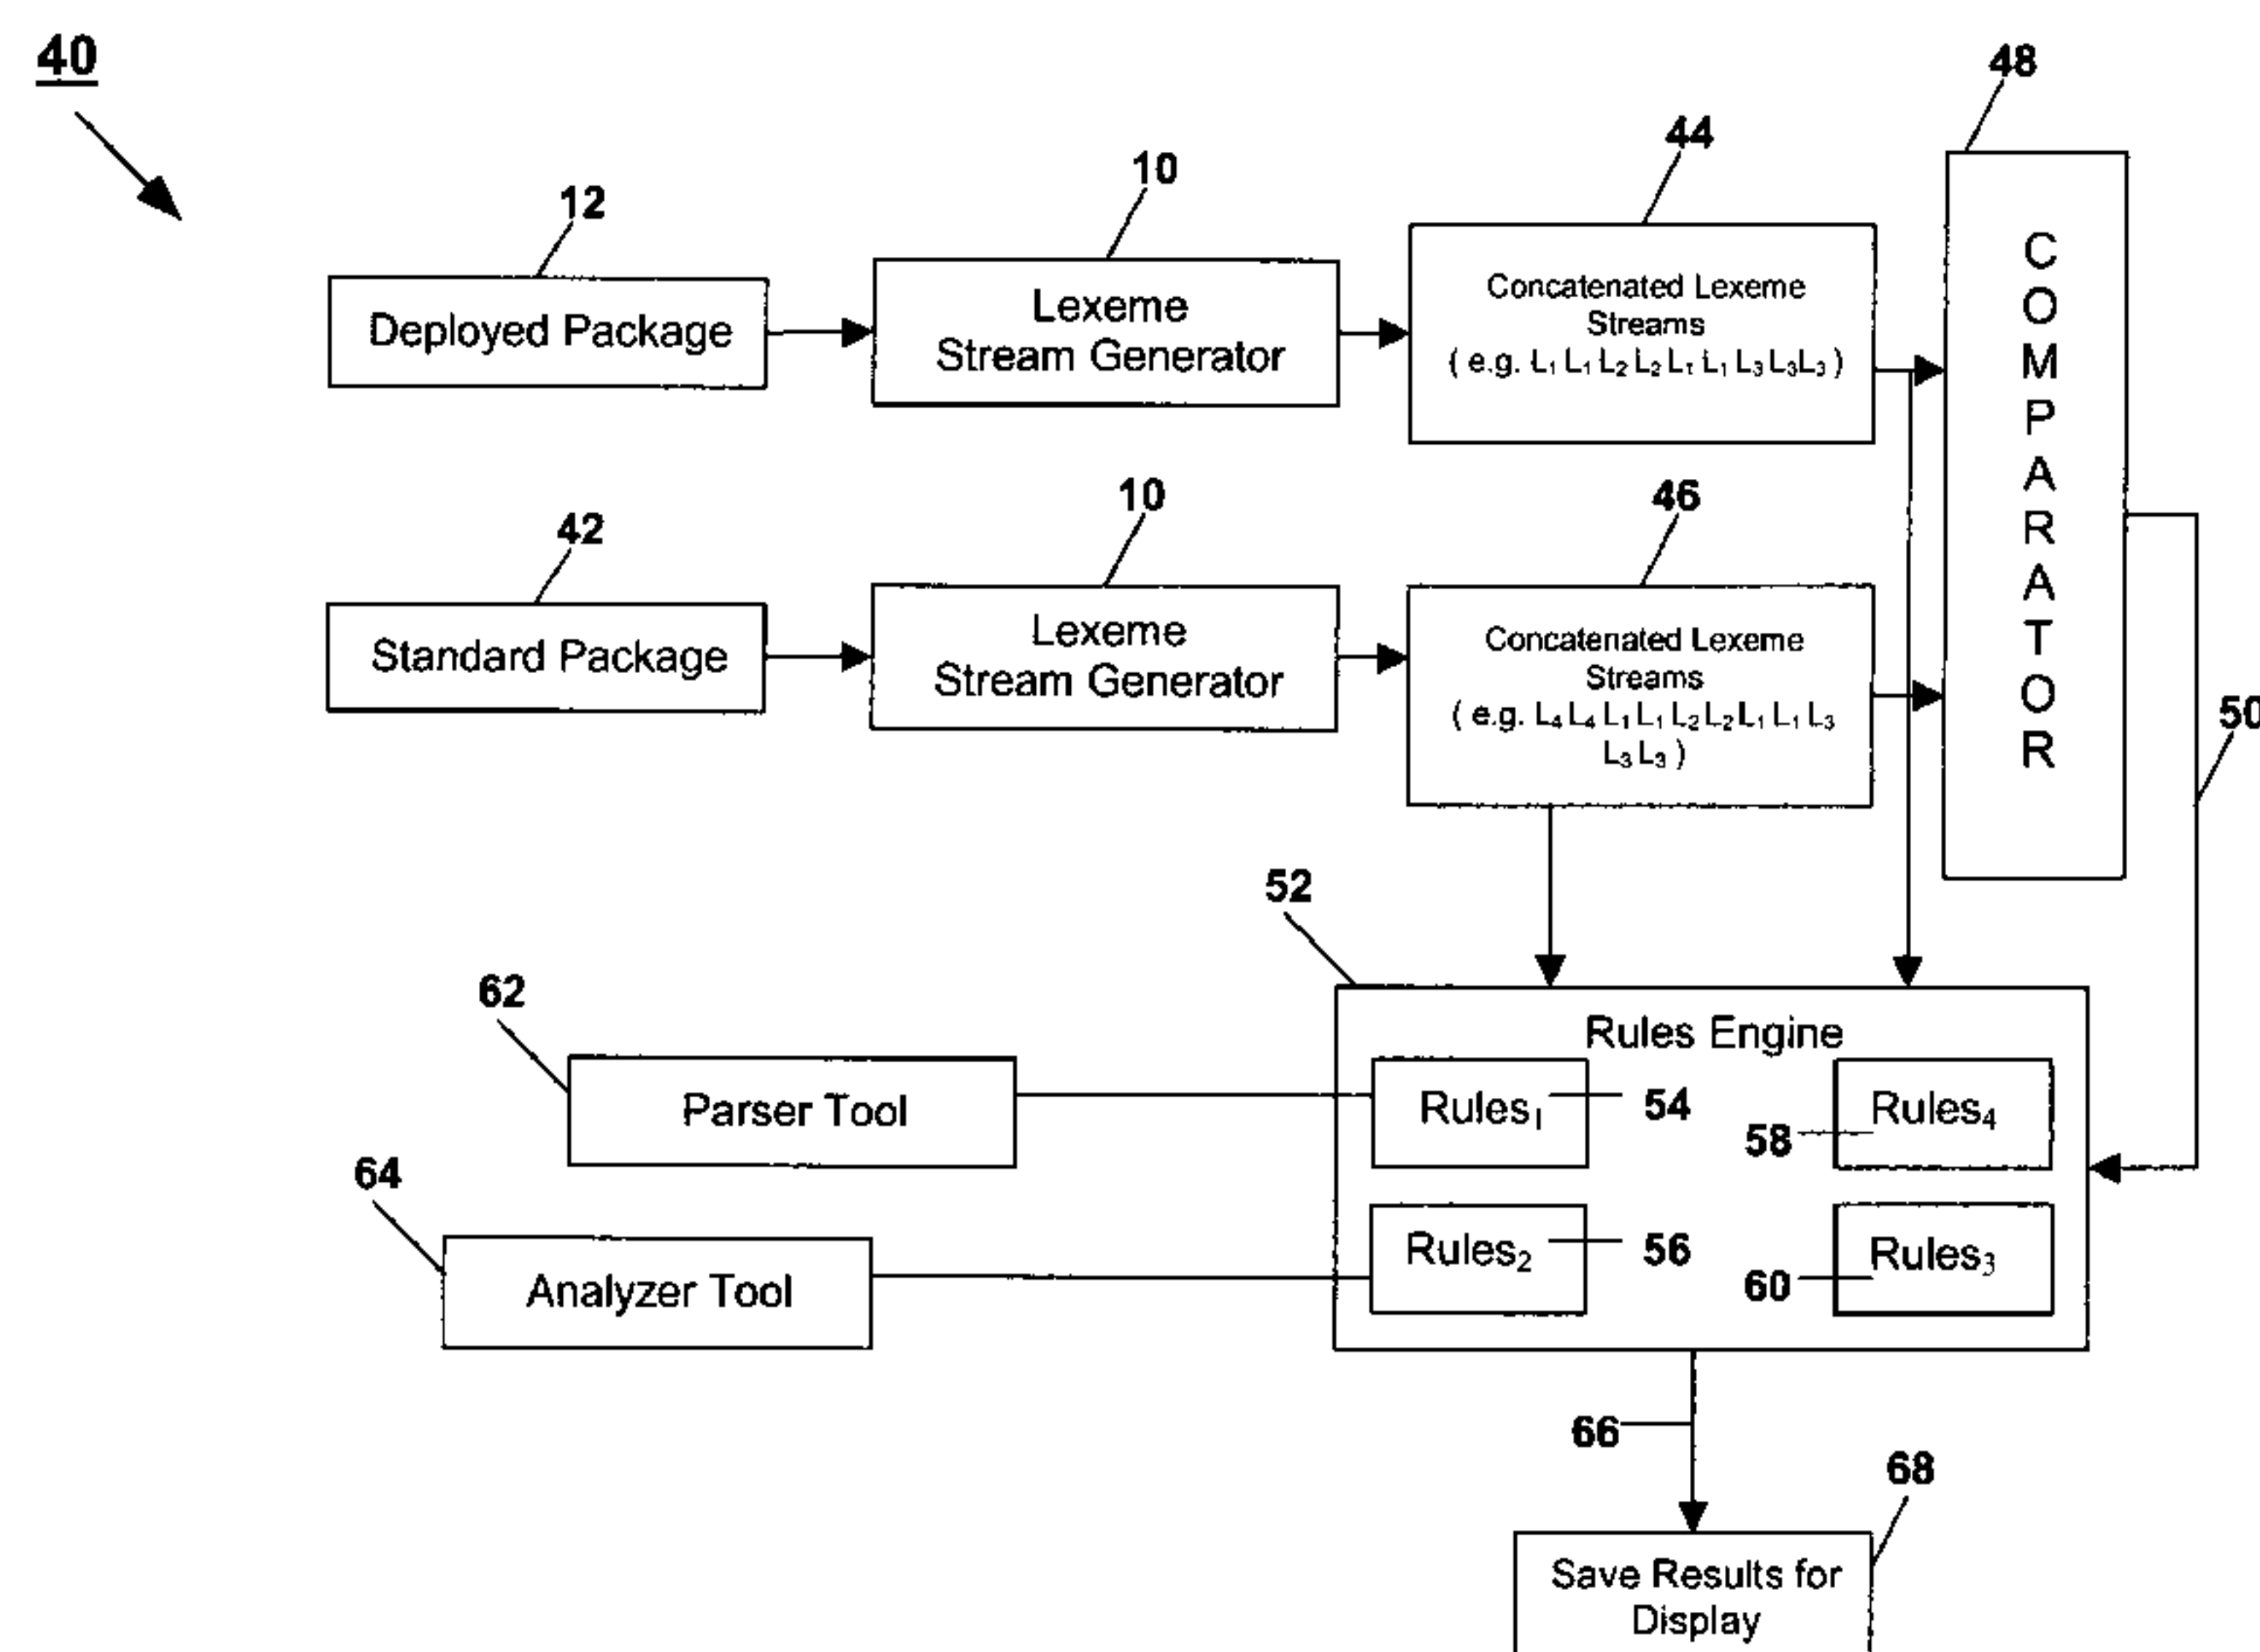 40
48
44
10
12
Deployed Package
Lexeme
Stream Generator
Concatenated Lexeme
Streams
( e.g. L₁ L₁ L₂ L₂ L₁ L₁ L₃ L₃ L₃ )
COMPARATOR
42
10
46
Standard Package
Lexeme
Stream Generator
Concatenated Lexeme
Streams
( e.g. L₄ L₄ L₁ L₁ L₂ L₂ L₁ L₁ L₃
L₃ L₃ )
50
52
62
Rules Engine
Parser Tool
Rules₁
54
58
Rules₄
64
Analyzer Tool
Rules₂
56
60
Rules₃
66
68
Save Results for
Display